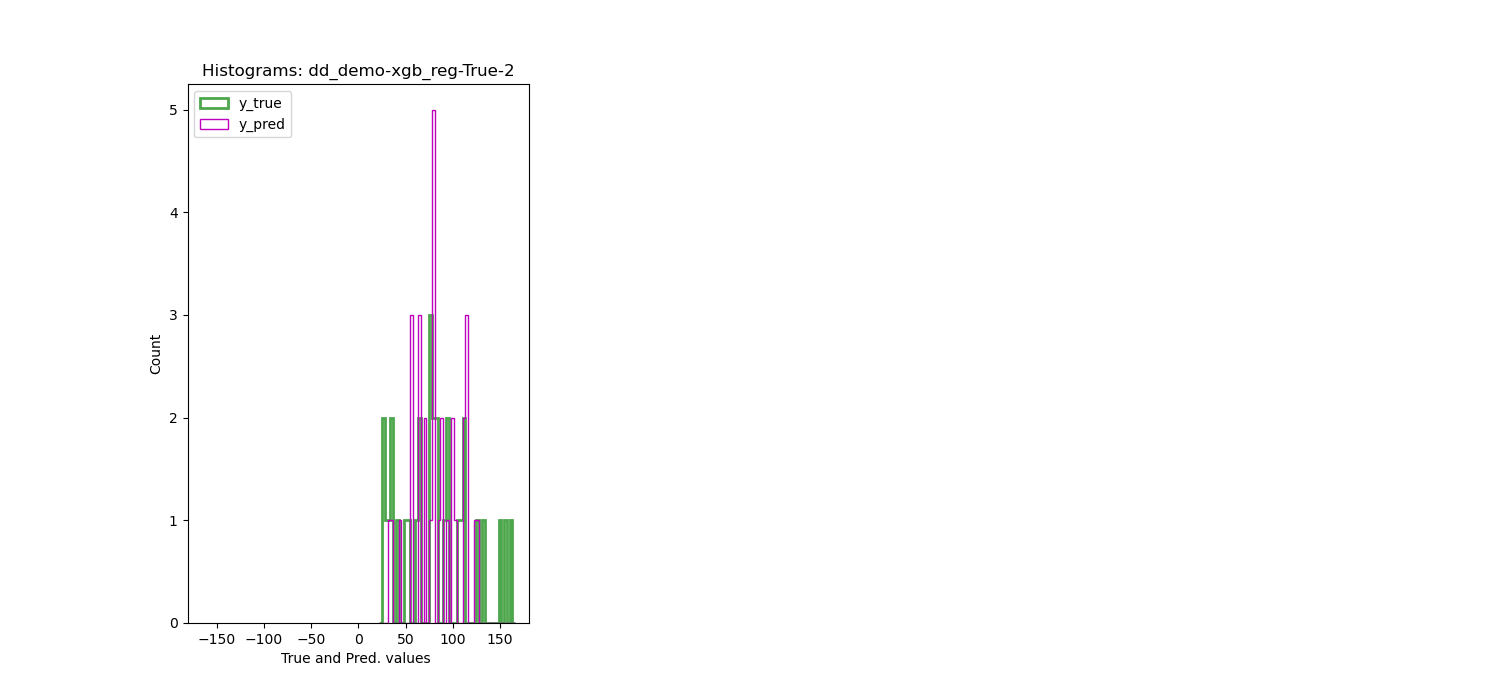 Histograms: dd_demo-xgb_reg-True-2
y_true
y_pred
5
4
3
2
1
0
Count
−150 −100 −50 0 50 100 150
True and Pred. values